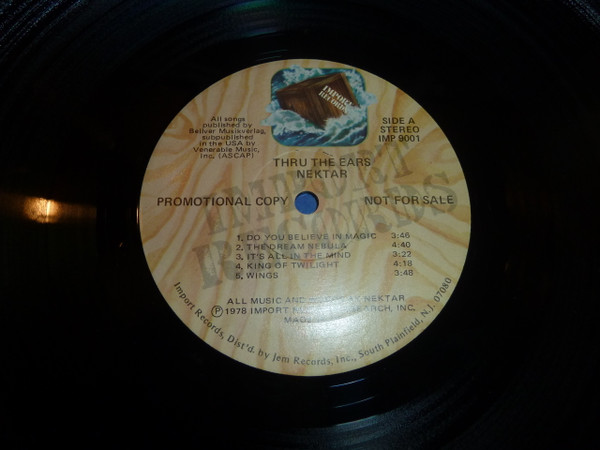 IMPORT
RECORDS
All songs
published by
Bellver Musikverlag,
subpublished
in the USA by
Venerable Music,
Inc. (ASCAP)
SIDE A
STEREO
IMP 9001
THRU THE EARS
NEKTAR
IMPORT
RECORDS
PROMOTIONAL COPY
NOT FOR SALE
1. DO YOU BELIEVE IN MAGIC 3:46
2. THE DREAM NEBULA 4:40
3. IT'S ALL IN THE MIND 3:22
4. KING OF TWILIGHT 4:18
5. WINGS 3:48
ALL MUSIC AND NEKTAR
Ⓟ 1978 IMPORT SEARCH, INC.
Import Records, Dist'd. by Jem Records, Inc., South Plainfield, N.J. 07080